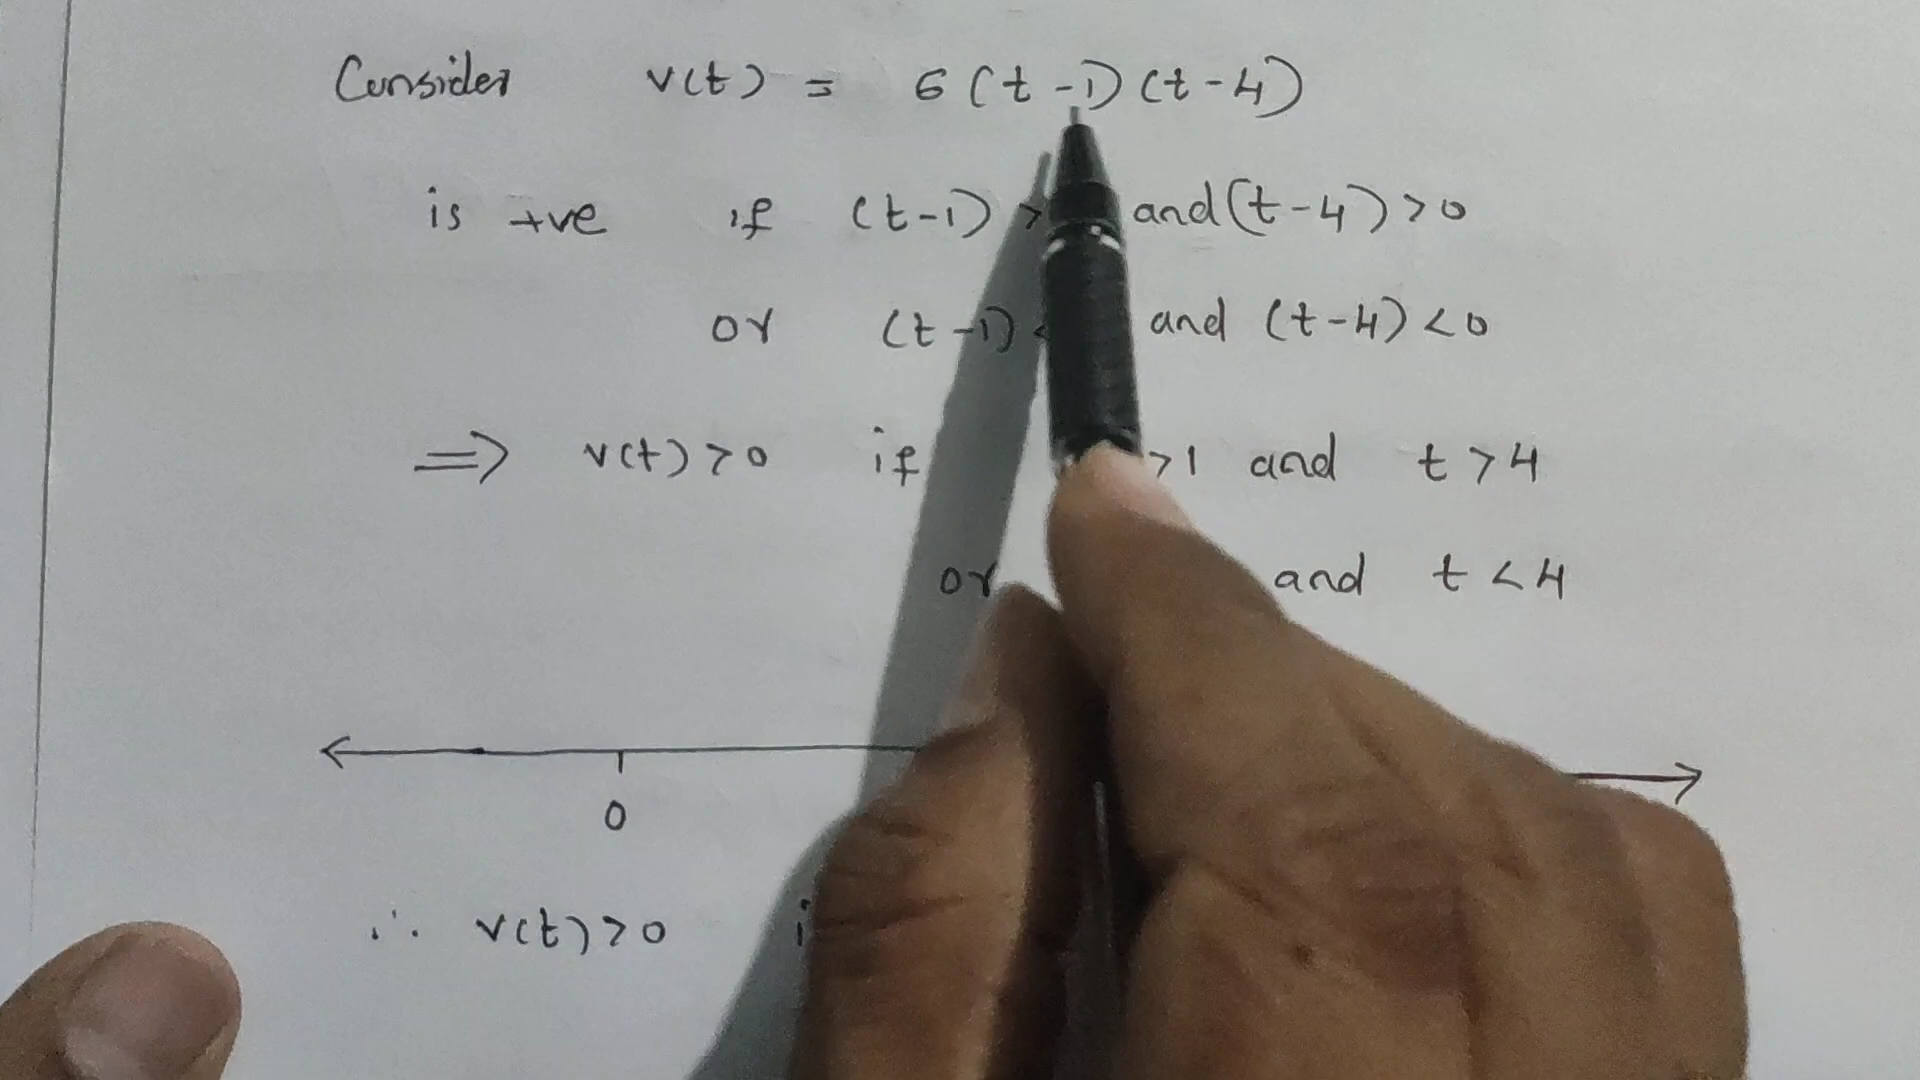 Consider v(t) = 6(t-1)(t-4)
is +ve if (t-1) > and (t-4) > 0
or (t-1) < and (t-4) < 0
⇒ v(t) > 0 if >1 and t > 4
or and t < 4
0
∴ v(t) > 0